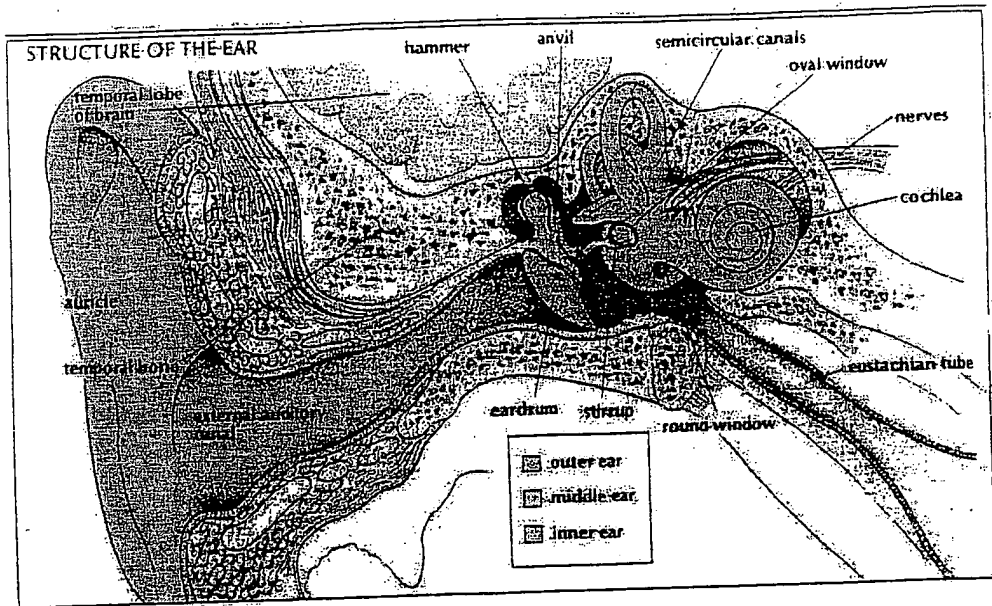 STRUCTURE OF THE EAR
hammer
anvil
semicircular canals
oval window
temporal lobe
of brain
nerves
cochlea
auricle
temporal bone
eustachian tube
external auditory
canal
eardrum
stirrup
round window
outer ear
middle ear
inner ear